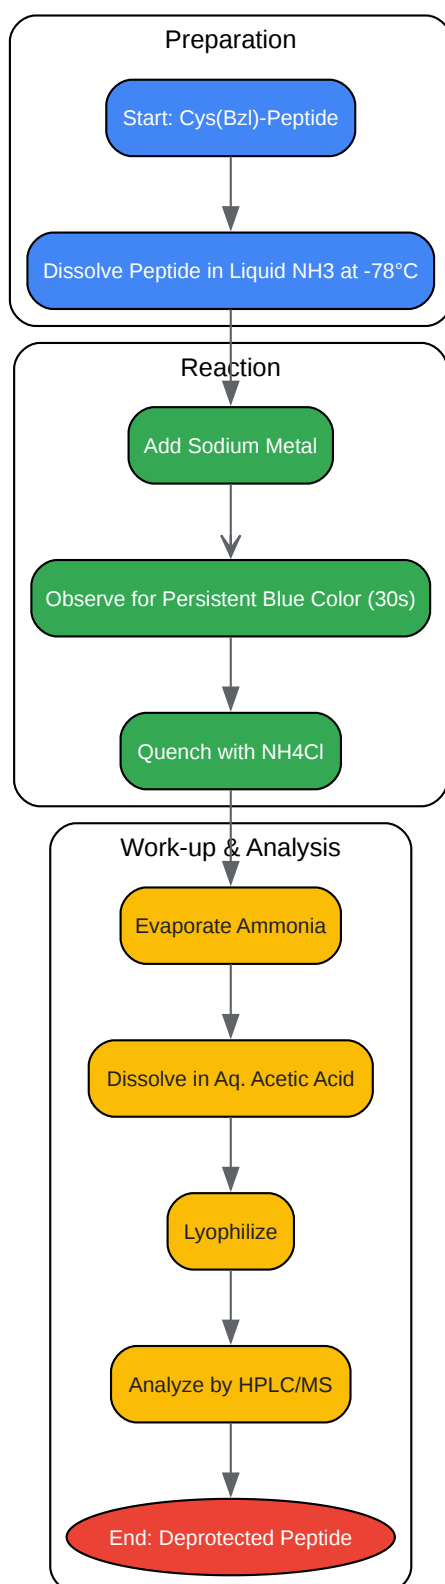 Preparation
Start: Cys(Bzl)-Peptide
Dissolve Peptide in Liquid NH3 at -78°C
Reaction
Add Sodium Metal
Observe for Persistent Blue Color (30s)
Quench with NH4Cl
Work-up & Analysis
Evaporate Ammonia
Dissolve in Aq. Acetic Acid
Lyophilize
Analyze by HPLC/MS
End: Deprotected Peptide